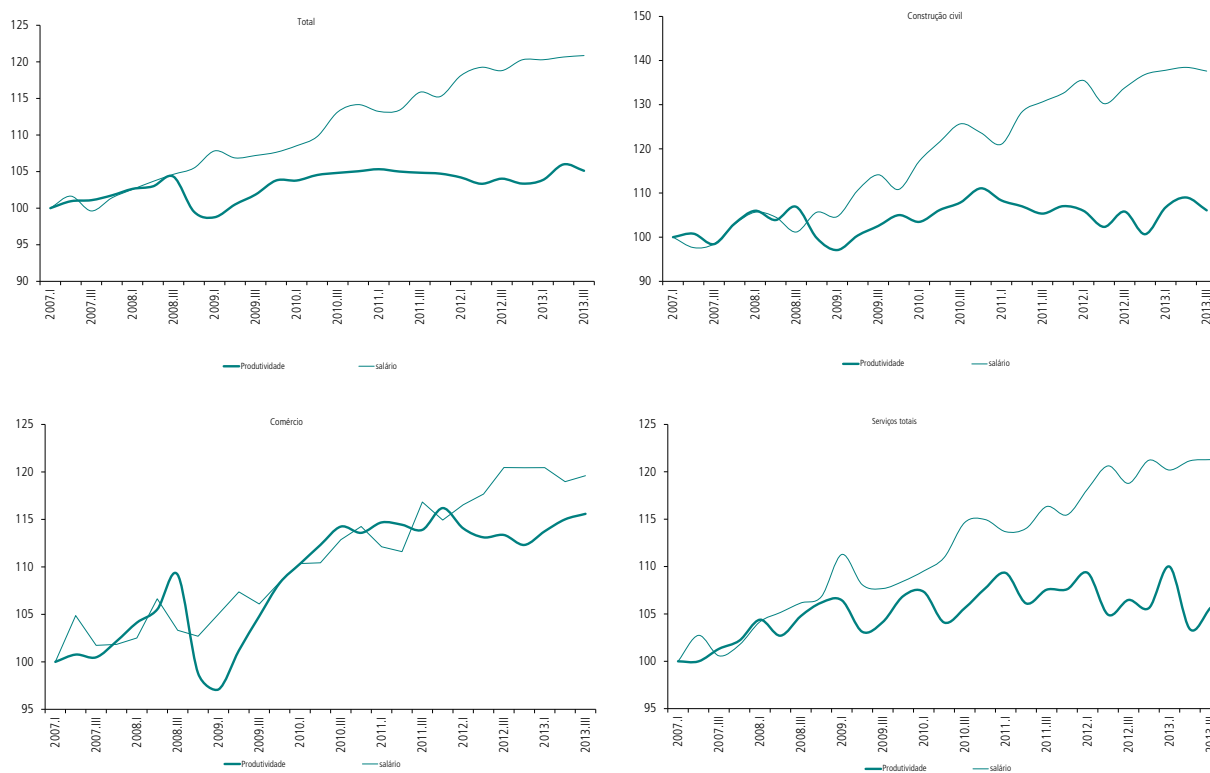 Total
125
120
115
110
105
100
95
90
2007.I
2007.III
2008.I
2008.III
2009.I
2009.III
2010.I
2010.III
2011.I
2011.III
2012.I
2012.III
2013.I
2013.III
Produtividade salário
Construção civil
150
140
130
120
110
100
90
2007.I
2007.III
2008.I
2008.III
2009.I
2009.III
2010.I
2010.III
2011.I
2011.III
2012.I
2012.III
2013.I
2013.III
Produtividade salário
Comércio
125
120
115
110
105
100
95
2007.I
2007.III
2008.I
2008.III
2009.I
2009.III
2010.I
2010.III
2011.I
2011.III
2012.I
2012.III
2013.I
2013.III
Produtividade salário
Serviços totais
125
120
115
110
105
100
95
2007.I
2007.III
2008.I
2008.III
2009.I
2009.III
2010.I
2010.III
2011.I
2011.III
2012.I
2012.III
2013.I
2013.III
Produtividade salário